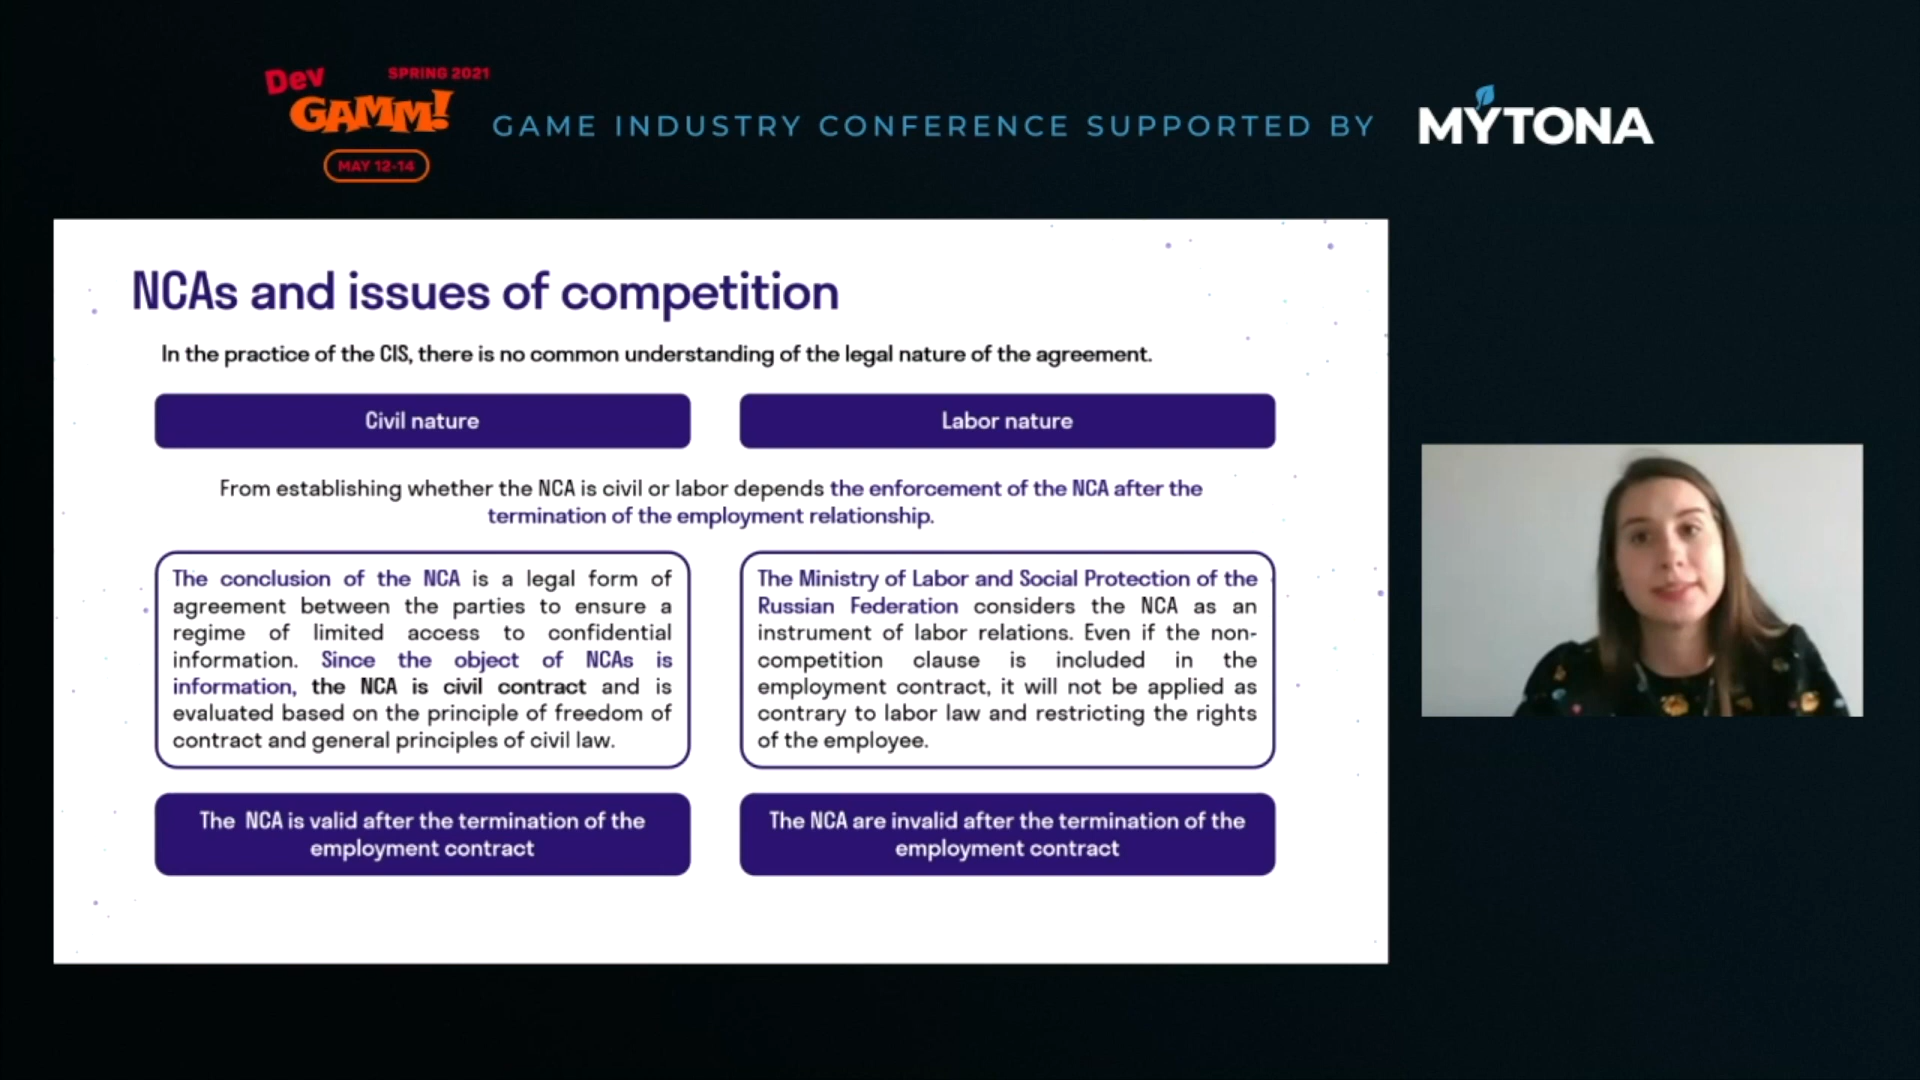 Dev
SPRING 2021
GAMM!
MAY 12-14
GAME INDUSTRY CONFERENCE SUPPORTED BY
MYTONA
NCAs and issues of competition
In the practice of the CIS, there is no common understanding of the legal nature of the agreement.
Civil nature
Labor nature
From establishing whether the NCA is civil or labor depends the enforcement of the NCA after the
termination of the employment relationship.
The conclusion of the NCA is a legal form of
agreement between the parties to ensure a
regime of limited access to confidential
information. Since the object of NCAs is
information, the NCA is civil contract and is
evaluated based on the principle of freedom of
contract and general principles of civil law.
The Ministry of Labor and Social Protection of the
Russian Federation considers the NCA as an
instrument of labor relations. Even if the non-
competition clause is included in the
employment contract, it will not be applied as
contrary to labor law and restricting the rights
of the employee.
The NCA is valid after the termination of the
employment contract
The NCA are invalid after the termination of the
employment contract